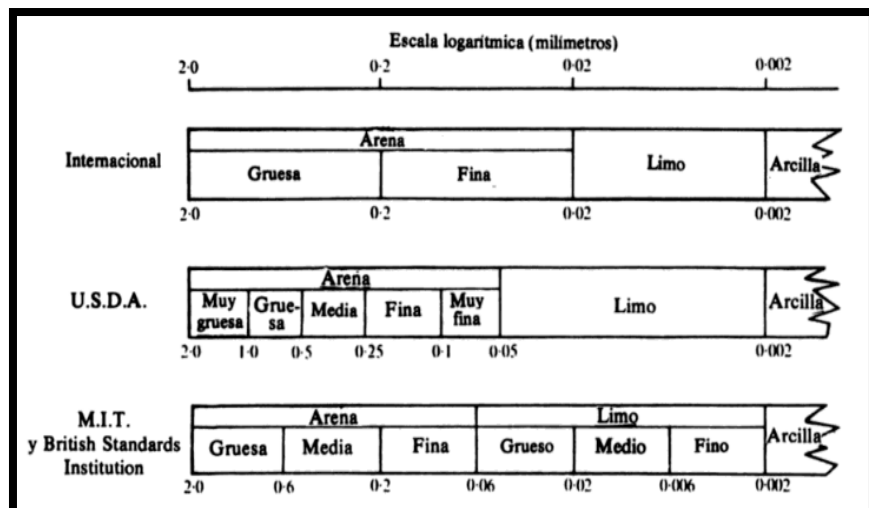 Escala logarítmica (milímetros)
2·0 0·2 0·02 0·002
Internacional
Arena
Gruesa Fina Limo Arcilla
2·0 0·2 0·02 0·002
U.S.D.A.
Arena
Muy gruesa Grue-sa Media Fina Muy fina Limo Arcilla
2·0 1·0 0·5 0·25 0·1 0·05 0·002
M.I.T.
y British Standards
Institution
Arena Limo
Gruesa Media Fina Grueso Medio Fino Arcilla
2·0 0·6 0·2 0·06 0·02 0·006 0·002